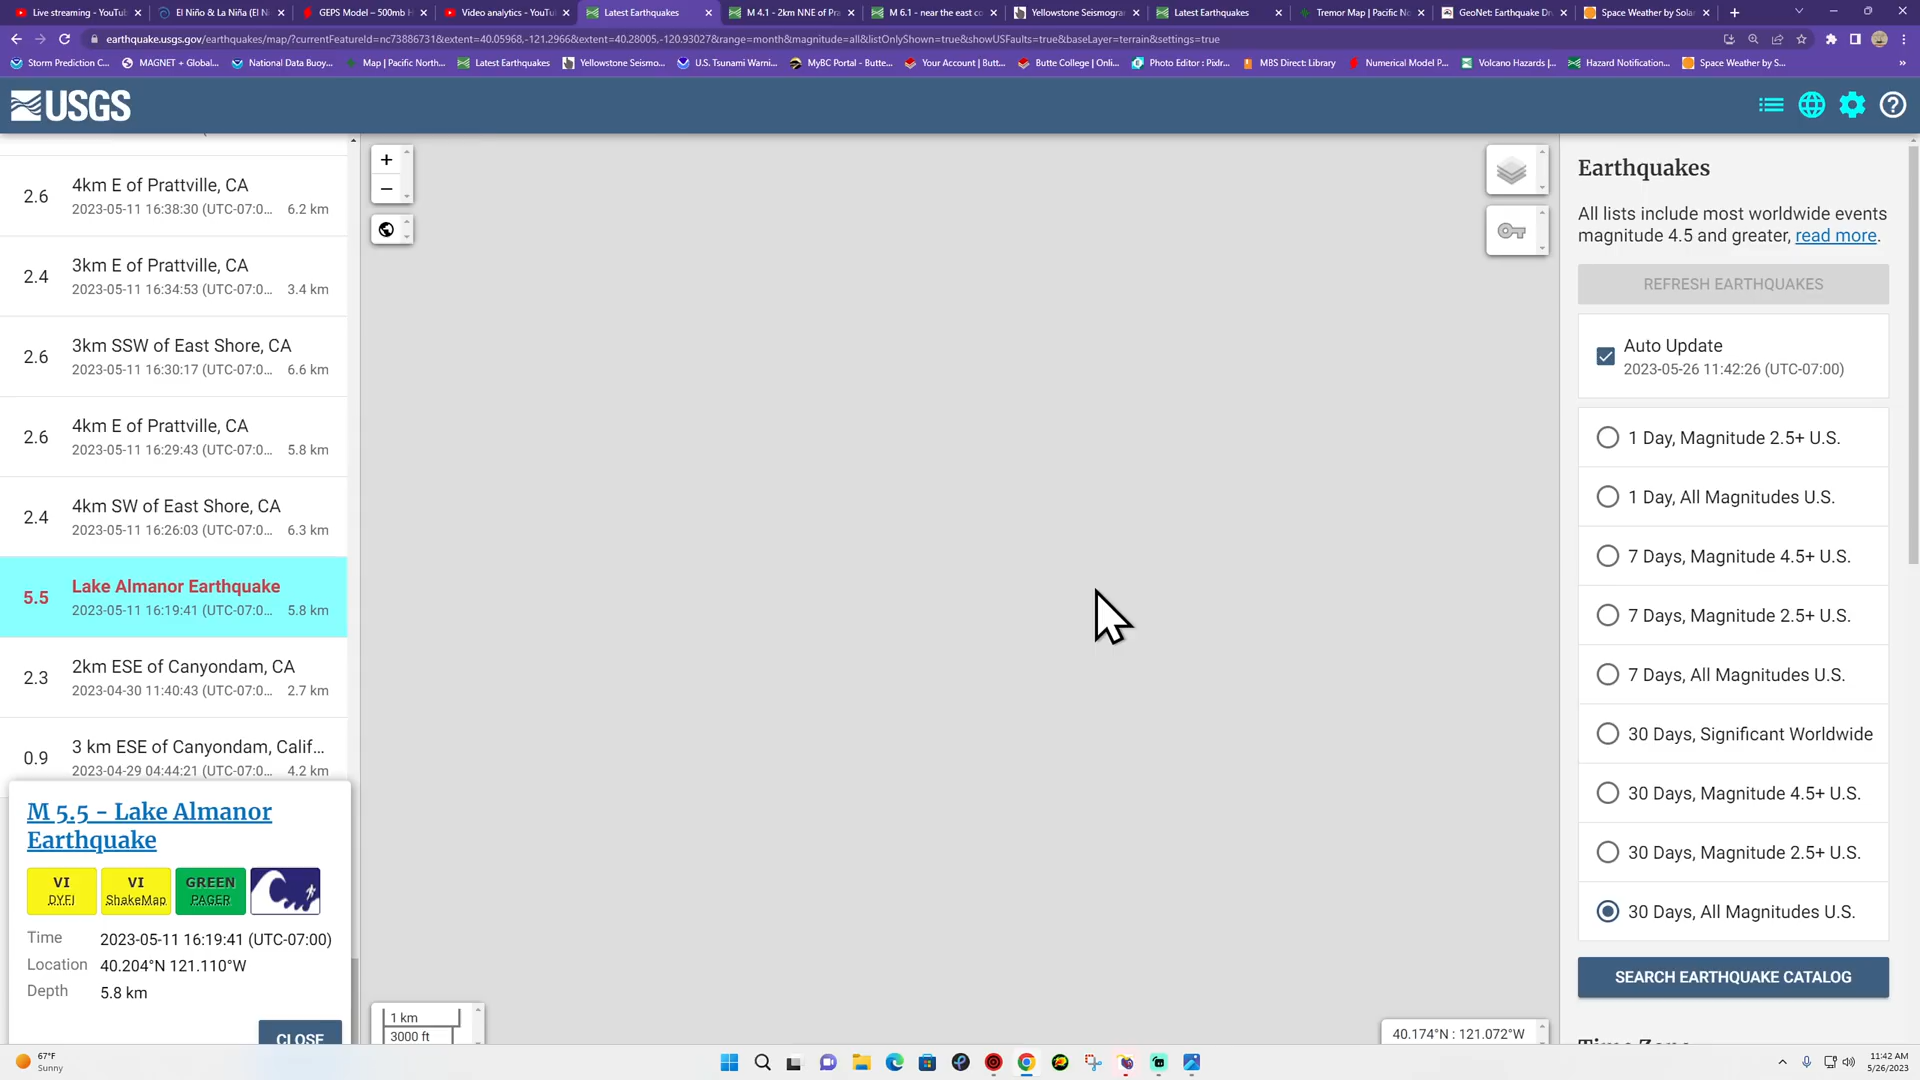 Live streaming - YouTu
El Niño & La Niña (El N
GEPS Model – 500mb H
Video analytics - YouTu
Latest Earthquakes
M 4.1 - 2km NNE of Pra
M 6.1 - near the east co
Yellowstone Seismogra
Latest Earthquakes
Tremor Map | Pacific No
GeoNet: Earthquake Dr
Space Weather by Sola
earthquake.usgs.gov/earthquakes/map/?currentFeatureId=nc73886731&extent=40.05968,-121.2966&extent=40.28005,-120.93027&range=month&magnitude=all&listOnlyShown=true&showUSFaults=true&baseLayer=terrain&settings=true
Storm Prediction C...
MAGNET + Global...
National Data Buoy...
Map | Pacific North...
Latest Earthquakes
Yellowstone Seismo...
U.S. Tsunami Warni...
MyBC Portal - Butte...
Your Account | Butt...
Butte College | Onli...
Photo Editor : Pixlr...
MBS Direct Library
Numerical Model P...
Volcano Hazards |...
Hazard Notification...
Space Weather by S...
»
USGS
2.6
4km E of Prattville, CA
2023-05-11 16:38:30 (UTC-07:0... 6.2 km
2.4
3km E of Prattville, CA
2023-05-11 16:34:53 (UTC-07:0... 3.4 km
2.6
3km SSW of East Shore, CA
2023-05-11 16:30:17 (UTC-07:0... 6.6 km
2.6
4km E of Prattville, CA
2023-05-11 16:29:43 (UTC-07:0... 5.8 km
2.4
4km SW of East Shore, CA
2023-05-11 16:26:03 (UTC-07:0... 6.3 km
5.5
Lake Almanor Earthquake
2023-05-11 16:19:41 (UTC-07:0... 5.8 km
2.3
2km ESE of Canyondam, CA
2023-04-30 11:40:43 (UTC-07:0... 2.7 km
0.9
3 km ESE of Canyondam, Calif...
2023-04-29 04:44:21 (UTC-07:0... 4.2 km
M 5.5 - Lake Almanor
Earthquake
VI
DYFI
VI
ShakeMap
GREEN
PAGER
Time 2023-05-11 16:19:41 (UTC-07:00)
Location 40.204°N 121.110°W
Depth 5.8 km
CLOSE
+
−
1 km
3000 ft
40.174°N : 121.072°W
Earthquakes
All lists include most worldwide events
magnitude 4.5 and greater, read more.
REFRESH EARTHQUAKES
Auto Update
2023-05-26 11:42:26 (UTC-07:00)
1 Day, Magnitude 2.5+ U.S.
1 Day, All Magnitudes U.S.
7 Days, Magnitude 4.5+ U.S.
7 Days, Magnitude 2.5+ U.S.
7 Days, All Magnitudes U.S.
30 Days, Significant Worldwide
30 Days, Magnitude 4.5+ U.S.
30 Days, Magnitude 2.5+ U.S.
30 Days, All Magnitudes U.S.
SEARCH EARTHQUAKE CATALOG
Time Zone
67°F
Sunny
11:42 AM
5/26/2023